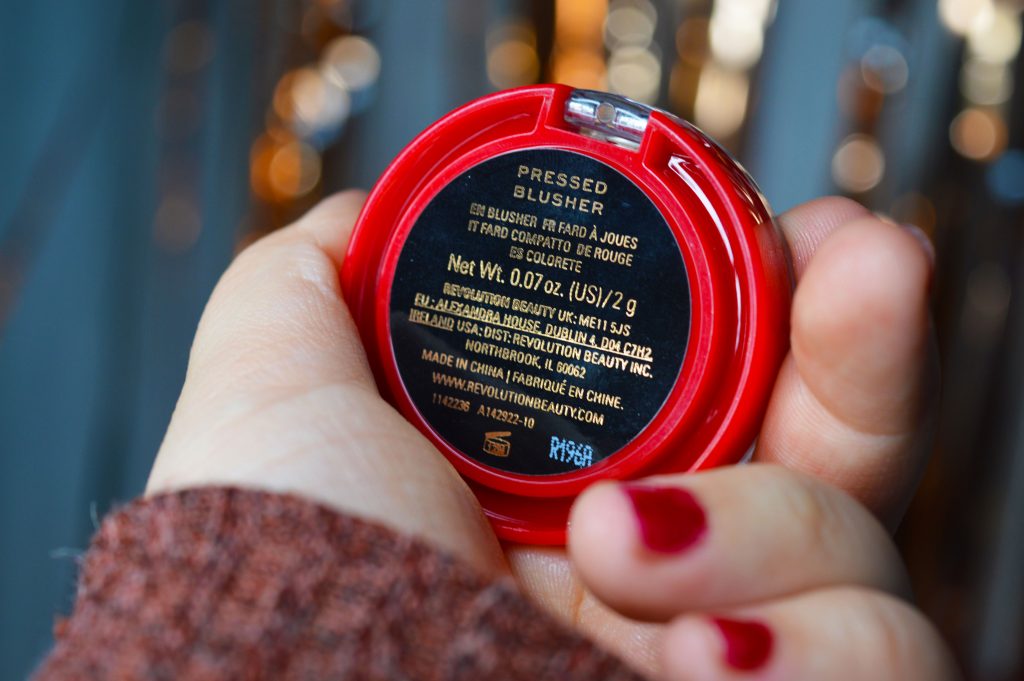 PRESSED
BLUSHER
EN BLUSHER FR FARD À JOUES
IT FARD COMPATTO DE ROUGE
ES COLORETE
Net Wt. 0.07 oz. (US)/2 g
REVOLUTION BEAUTY UK: ME11 5JS
EU: ALEXANDRA HOUSE, DUBLIN 4, D04 C7H2
IRELAND USA: DIST: REVOLUTION BEAUTY INC.
NORTHBROOK, IL 60062
MADE IN CHINA | FABRIQUÉ EN CHINE.
WWW.REVOLUTIONBEAUTY.COM
1142236 A142922-10
R196A